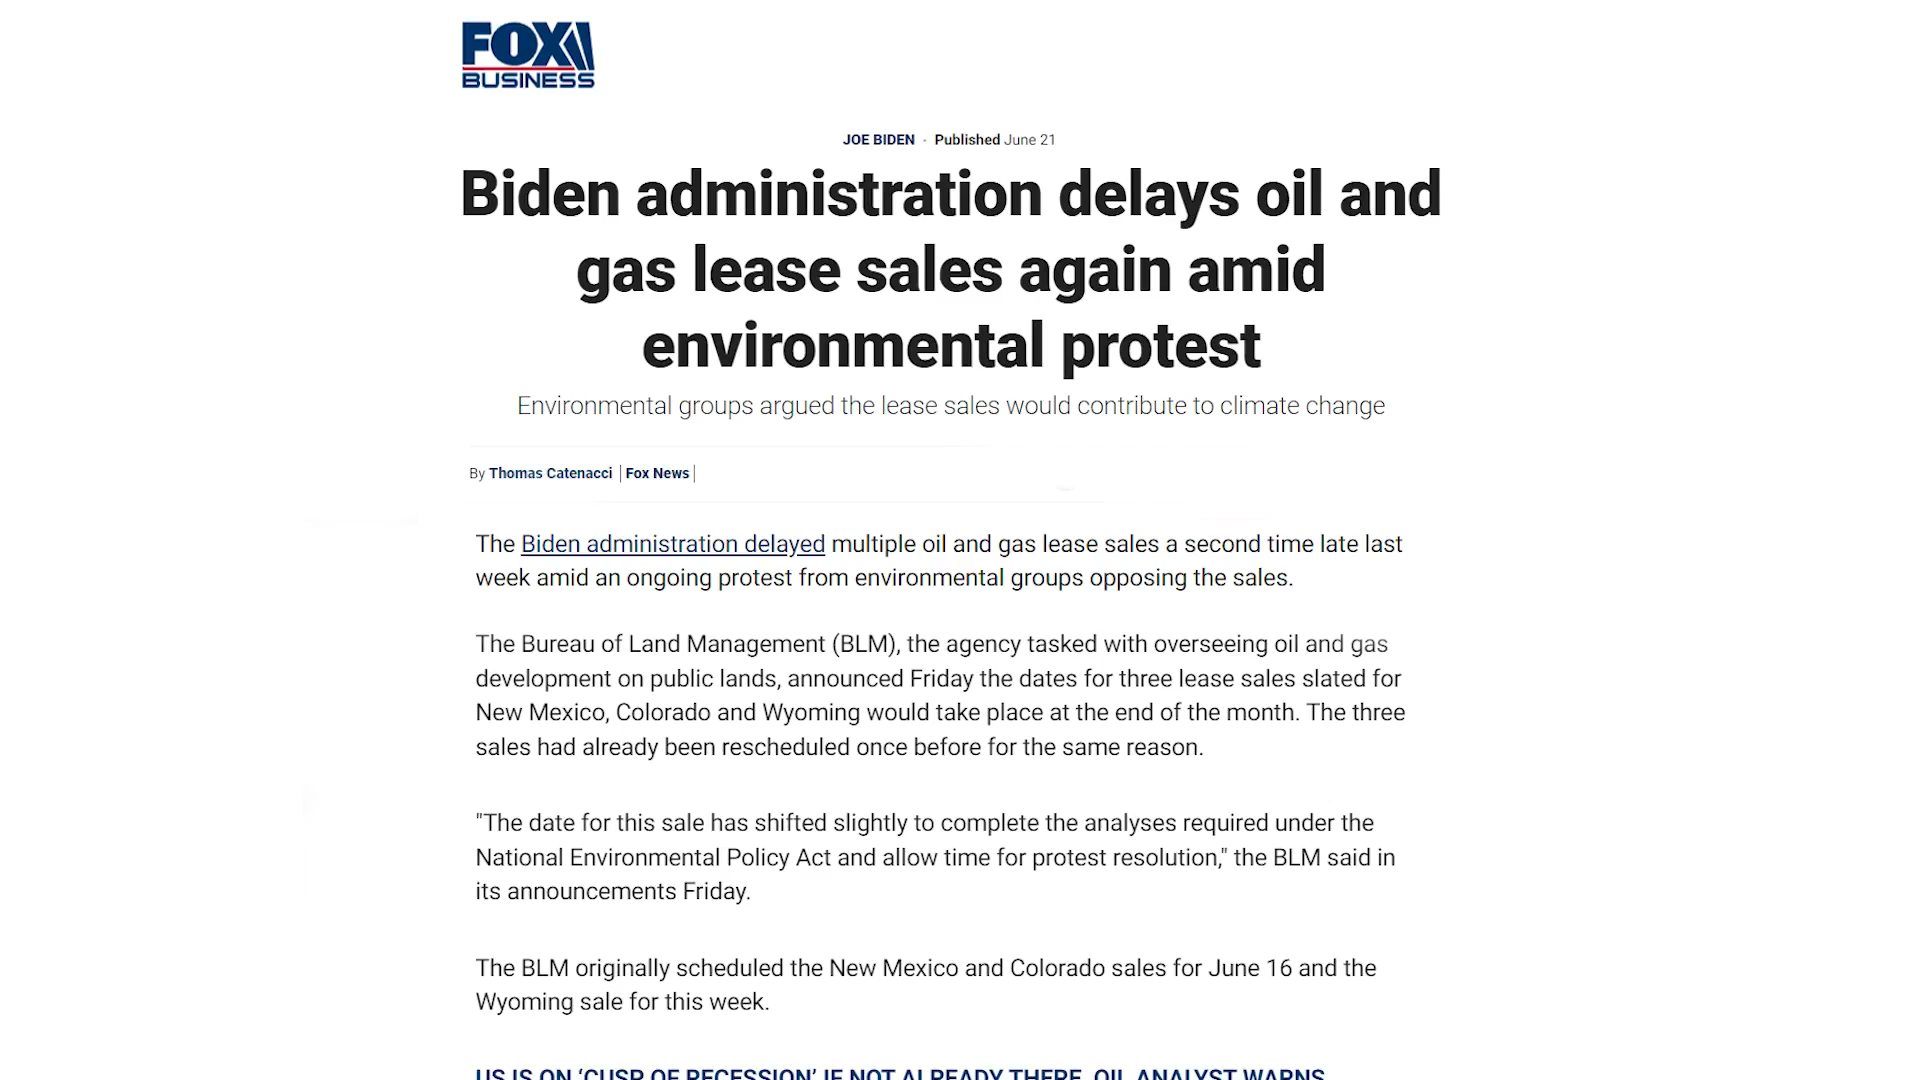 FOX
BUSINESS
JOE BIDEN · Published June 21
Biden administration delays oil and
gas lease sales again amid
environmental protest
Environmental groups argued the lease sales would contribute to climate change
By Thomas Catenacci | Fox News |
The Biden administration delayed multiple oil and gas lease sales a second time late last
week amid an ongoing protest from environmental groups opposing the sales.
The Bureau of Land Management (BLM), the agency tasked with overseeing oil and gas
development on public lands, announced Friday the dates for three lease sales slated for
New Mexico, Colorado and Wyoming would take place at the end of the month. The three
sales had already been rescheduled once before for the same reason.
"The date for this sale has shifted slightly to complete the analyses required under the
National Environmental Policy Act and allow time for protest resolution," the BLM said in
its announcements Friday.
The BLM originally scheduled the New Mexico and Colorado sales for June 16 and the
Wyoming sale for this week.
US IS ON ‘CUSP OF RECESSION’ IF NOT ALREADY THERE, OIL ANALYST WARNS